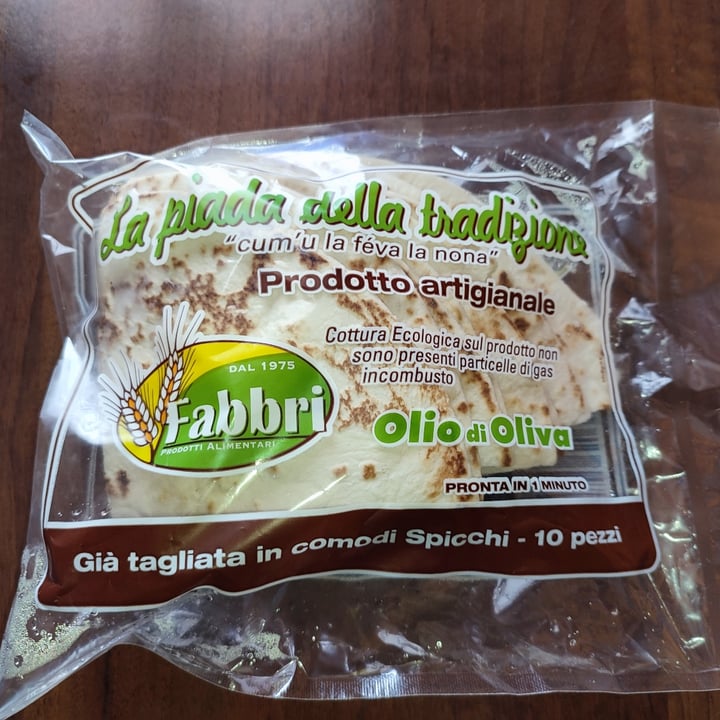 La piada della tradizione
"cum'u la féva la nona"
Prodotto artigianale
Cottura Ecologica sul prodotto non
sono presenti particelle di gas
incombusto
DAL 1975
Fabbri
PRODOTTI ALIMENTARI
Olio di Oliva
PRONTA IN 1 MINUTO
Già tagliata in comodi Spicchi - 10 pezzi